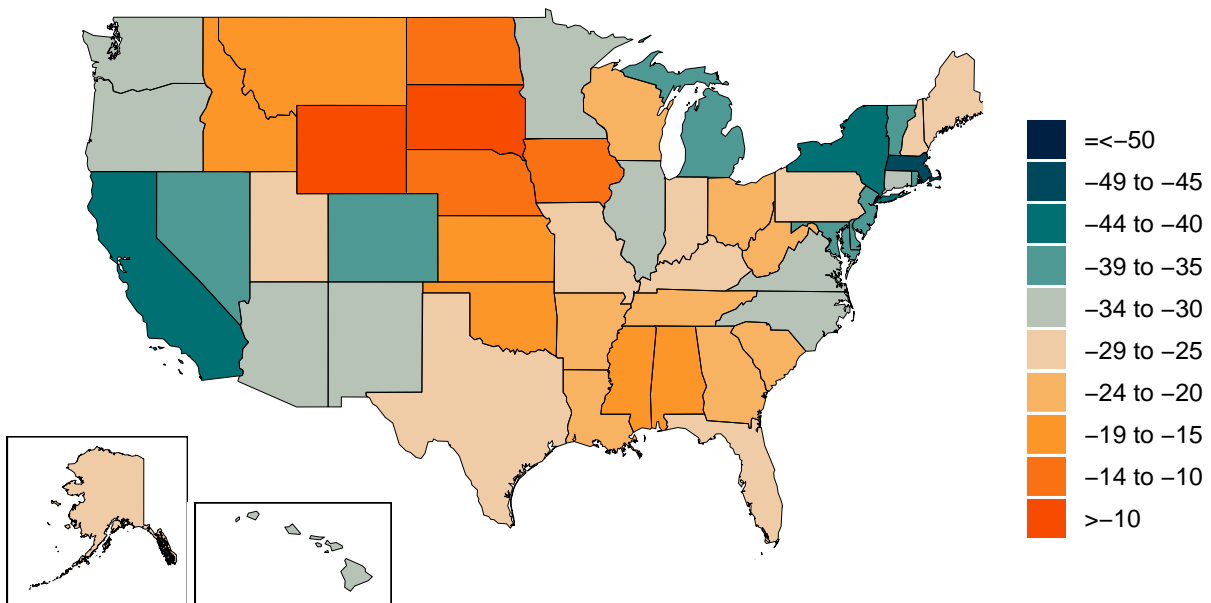 =<−50
−49 to −45
−44 to −40
−39 to −35
−34 to −30
−29 to −25
−24 to −20
−19 to −15
−14 to −10
>−10